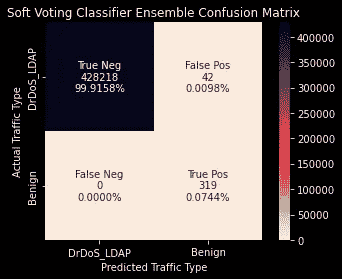 Soft Voting Classifier Ensemble Confusion Matrix
Actual Traffic Type
DrDoS_LDAP
Benign
True Neg
428218
99.9158%
False Pos
42
0.0098%
False Neg
0
0.0000%
True Pos
319
0.0744%
DrDoS_LDAP
Benign
Predicted Traffic Type
400000
350000
300000
250000
200000
150000
100000
50000
0